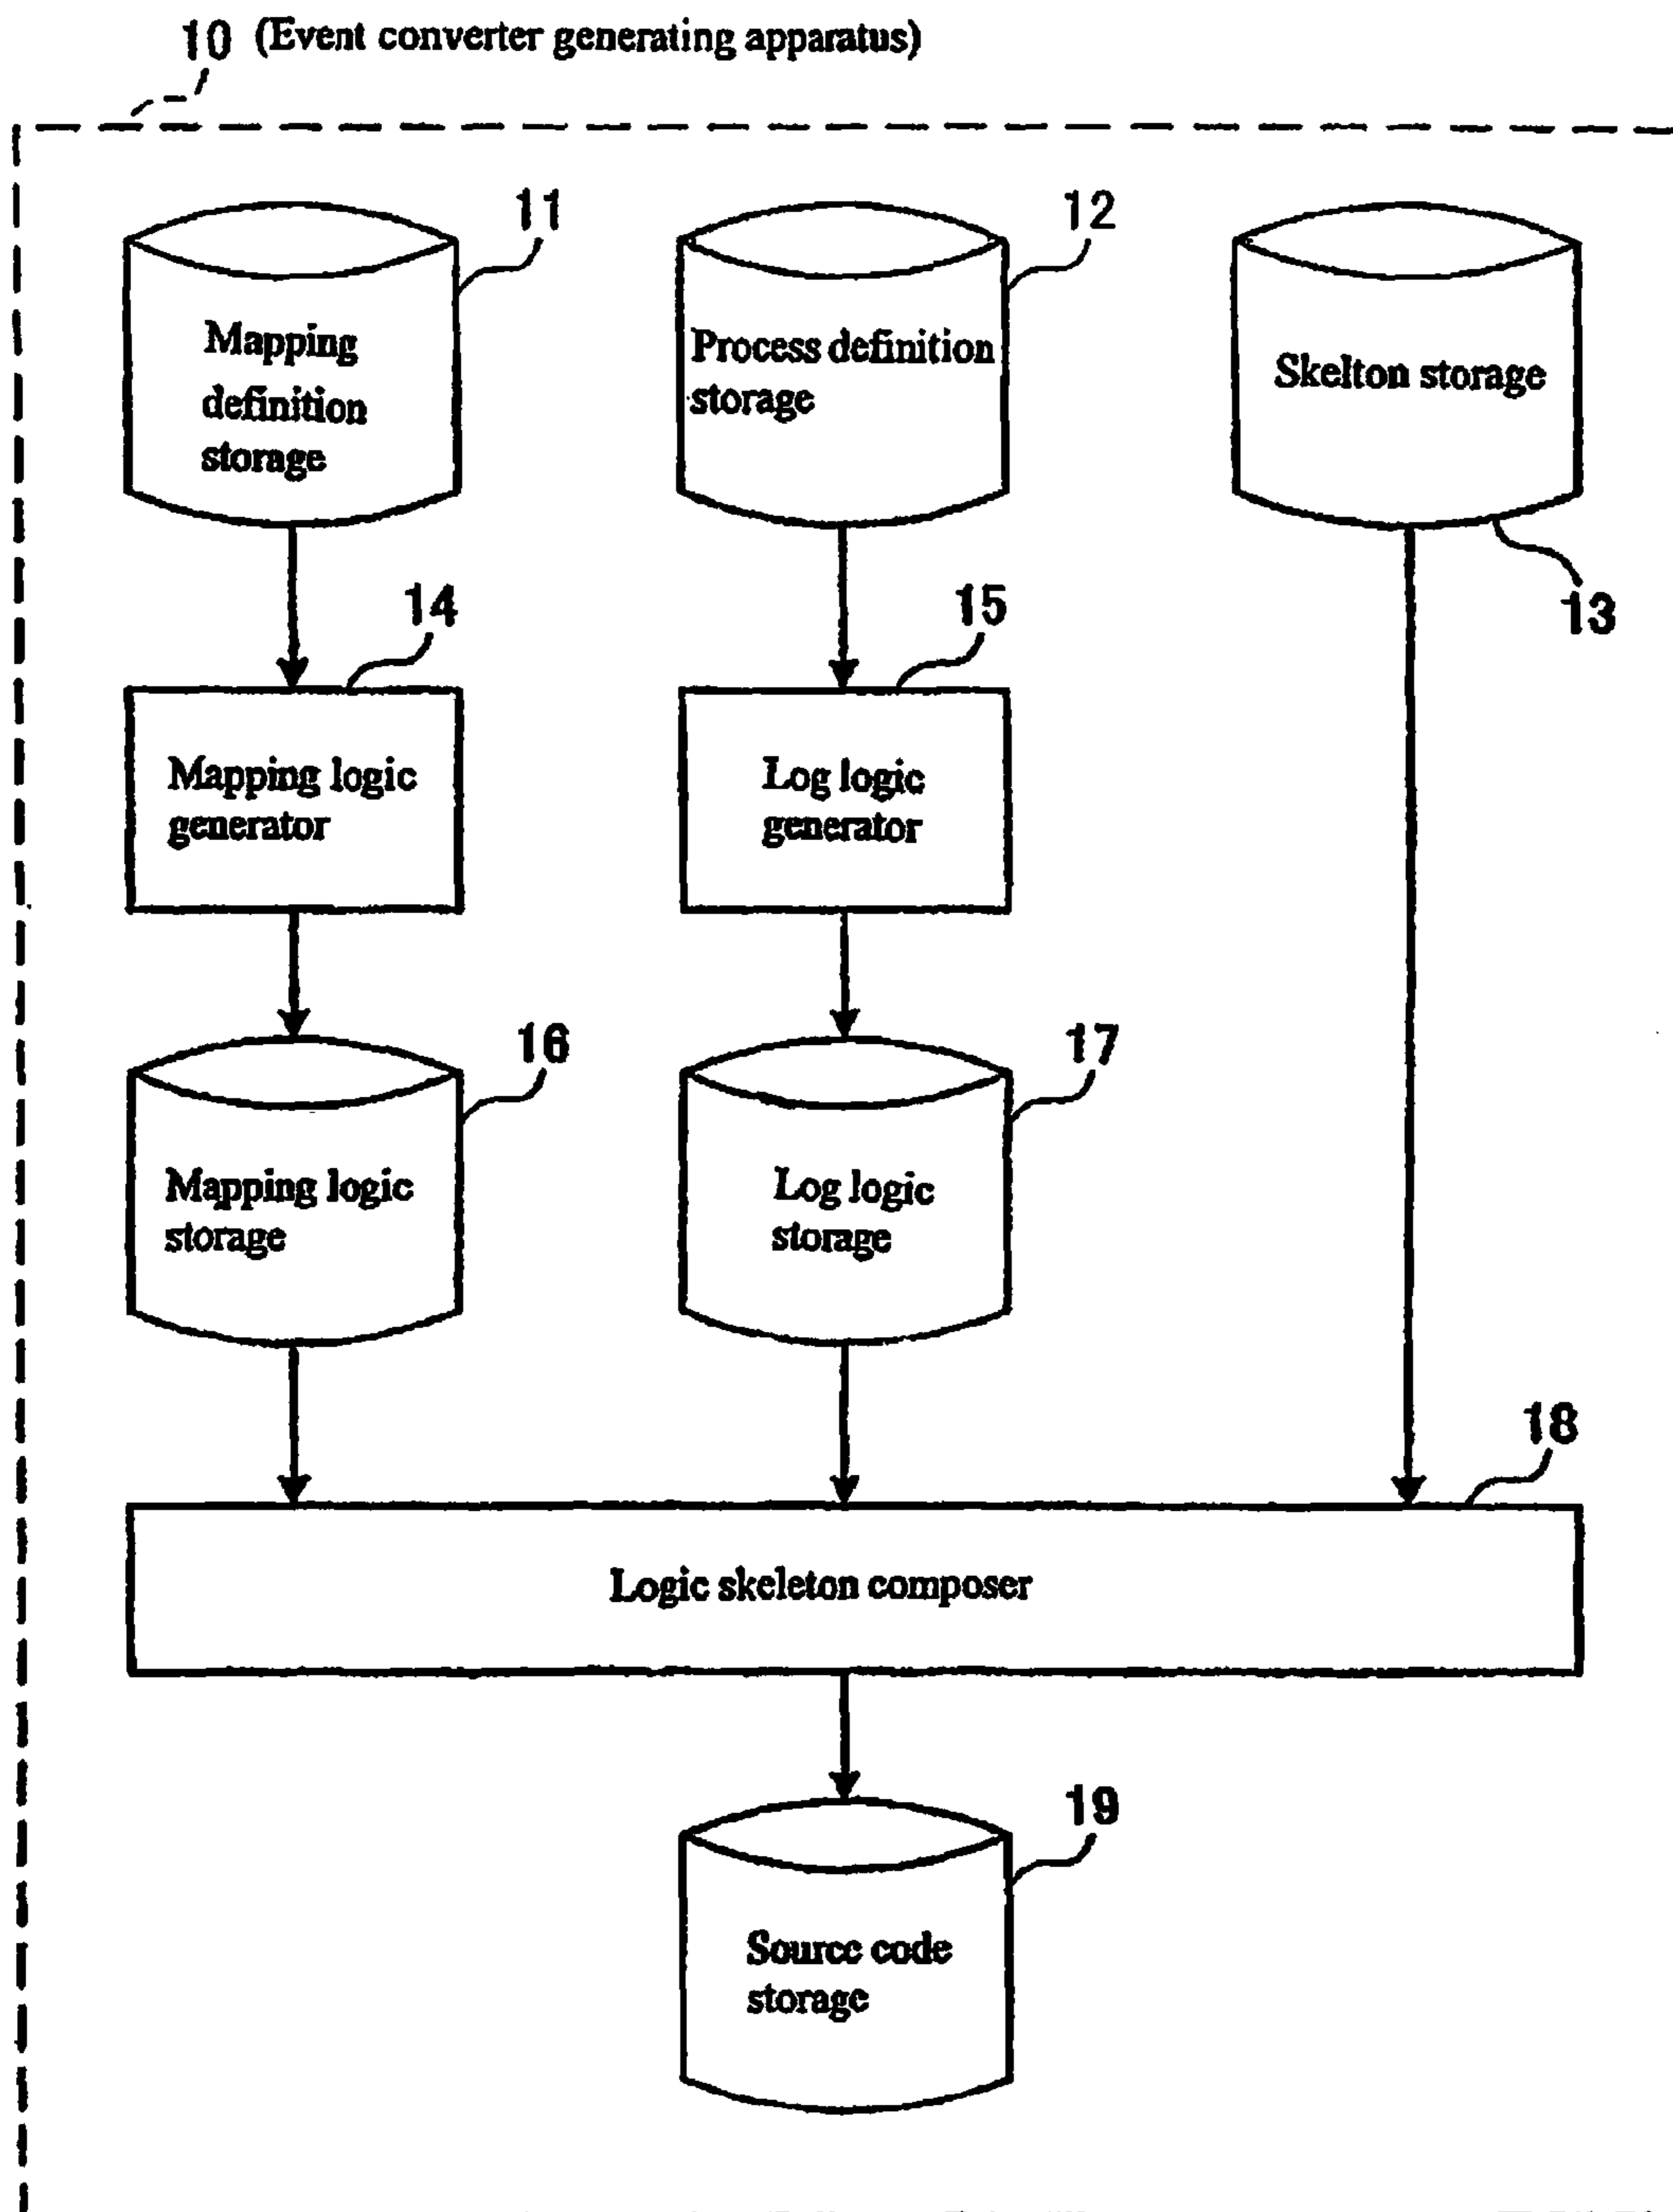 10 (Event converter generating apparatus)
11
12
Mapping
definition
storage
Process definition
storage
Skelton storage
13
14
15
Mapping logic
generator
Log logic
generator
16
17
Mapping logic
storage
Log logic
storage
18
Logic skeleton composer
19
Source code
storage